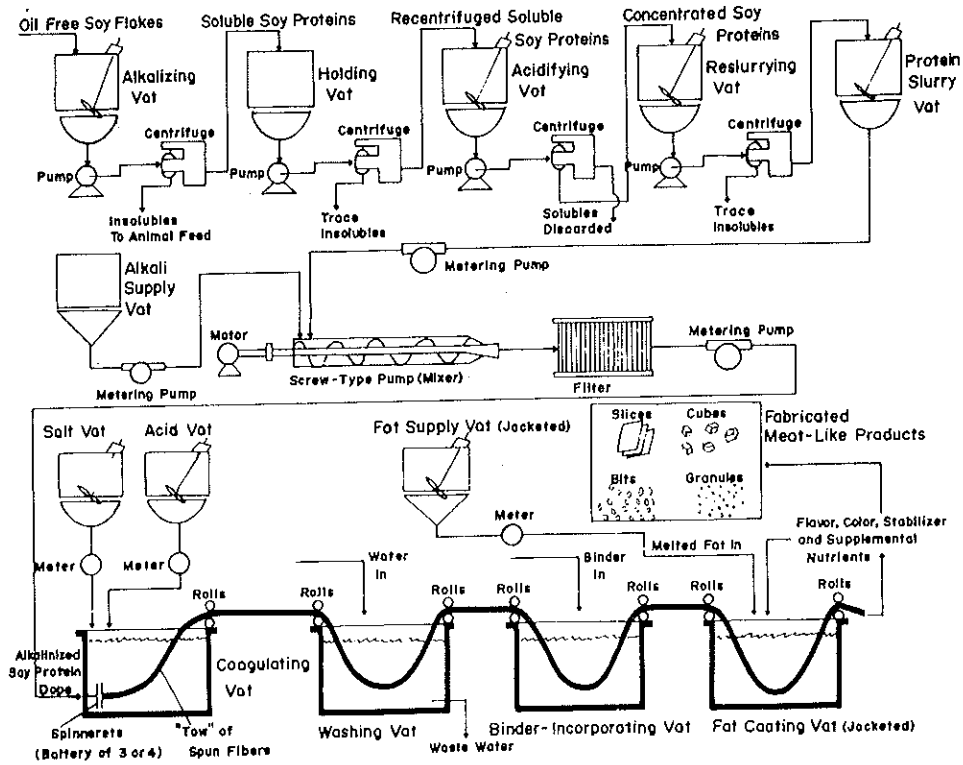 Oil Free Soy Flakes
Soluble Soy Proteins
Recentrifuged Soluble
Soy Proteins
Concentrated Soy
Proteins
Alkalizing
Vat
Holding
Vat
Acidifying
Vat
Reslurrying
Vat
Protein
Slurry
Vat
Centrifuge
Centrifuge
Centrifuge
Centrifuge
Pump
Pump
Pump
Pump
Insolubles
To Animal Feed
Trace
Insolubles
Solubles
Discarded
Trace
Insolubles
Metering Pump
Alkali
Supply
Vat
Metering Pump
Motor
Screw-Type Pump (Mixer)
Filter
Metering Pump
Salt Vat
Acid Vat
Fat Supply Vat (Jacketed)
Slices
Cubes
Bits
Granules
Fabricated
Meat-Like Products
Meter
Meter
Meter
Water
In
Binder
In
Melted Fat In
Flavor, Color, Stabilizer
and Supplemental
Nutrients
Rolls
Rolls
Rolls
Rolls
Rolls
Rolls
Rolls
Alkalinized
Soy Protein
Dope
Coagulating
Vat
Spinnerets
(Battery of 3 or 4)
"Tow" of
Spun Fibers
Washing Vat
Waste Water
Binder-Incorporating Vat
Fat Coating Vat (Jacketed)